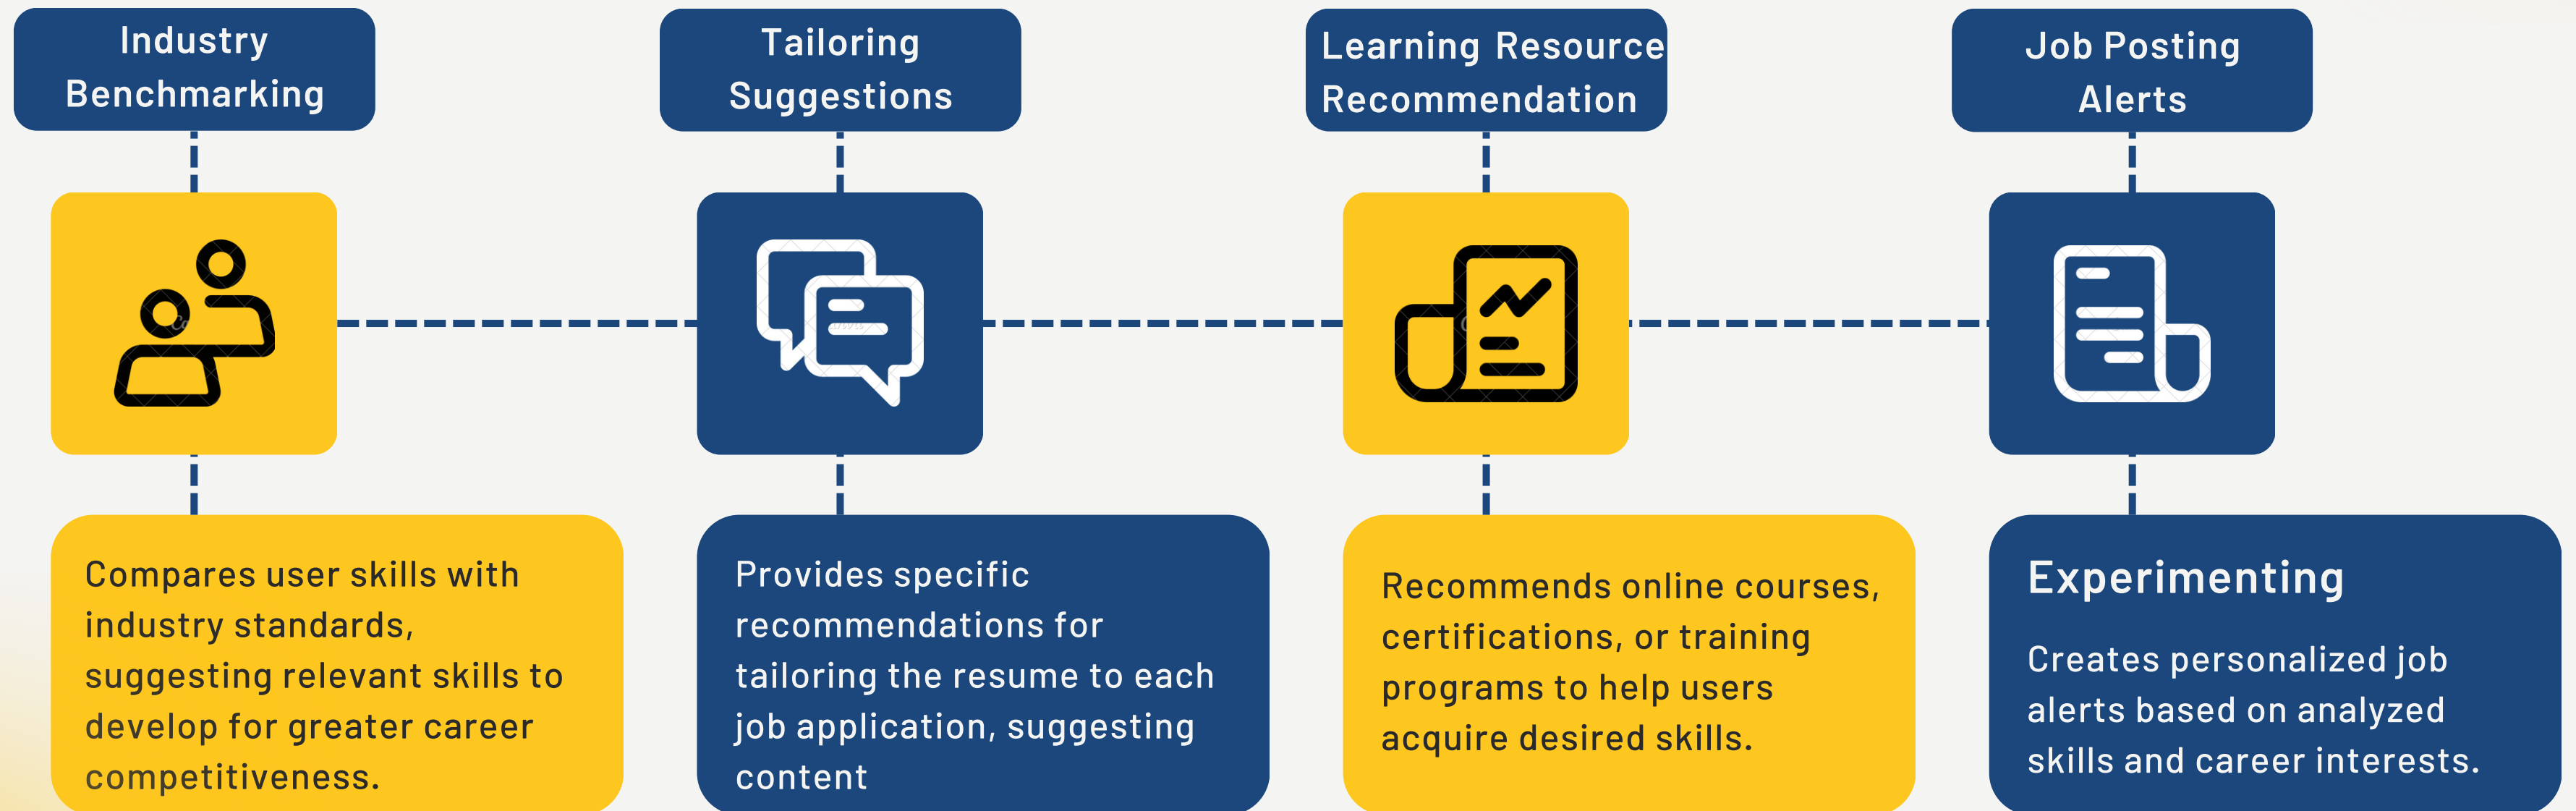 Industry
Benchmarking
Tailoring
Suggestions
Learning Resource
Recommendation
Job Posting
Alerts
Compares user skills with
industry standards,
suggesting relevant skills to
develop for greater career
competitiveness.
Provides specific
recommendations for
tailoring the resume to each
job application, suggesting
content
Recommends online courses,
certifications, or training
programs to help users
acquire desired skills.
Experimenting
Creates personalized job
alerts based on analyzed
skills and career interests.